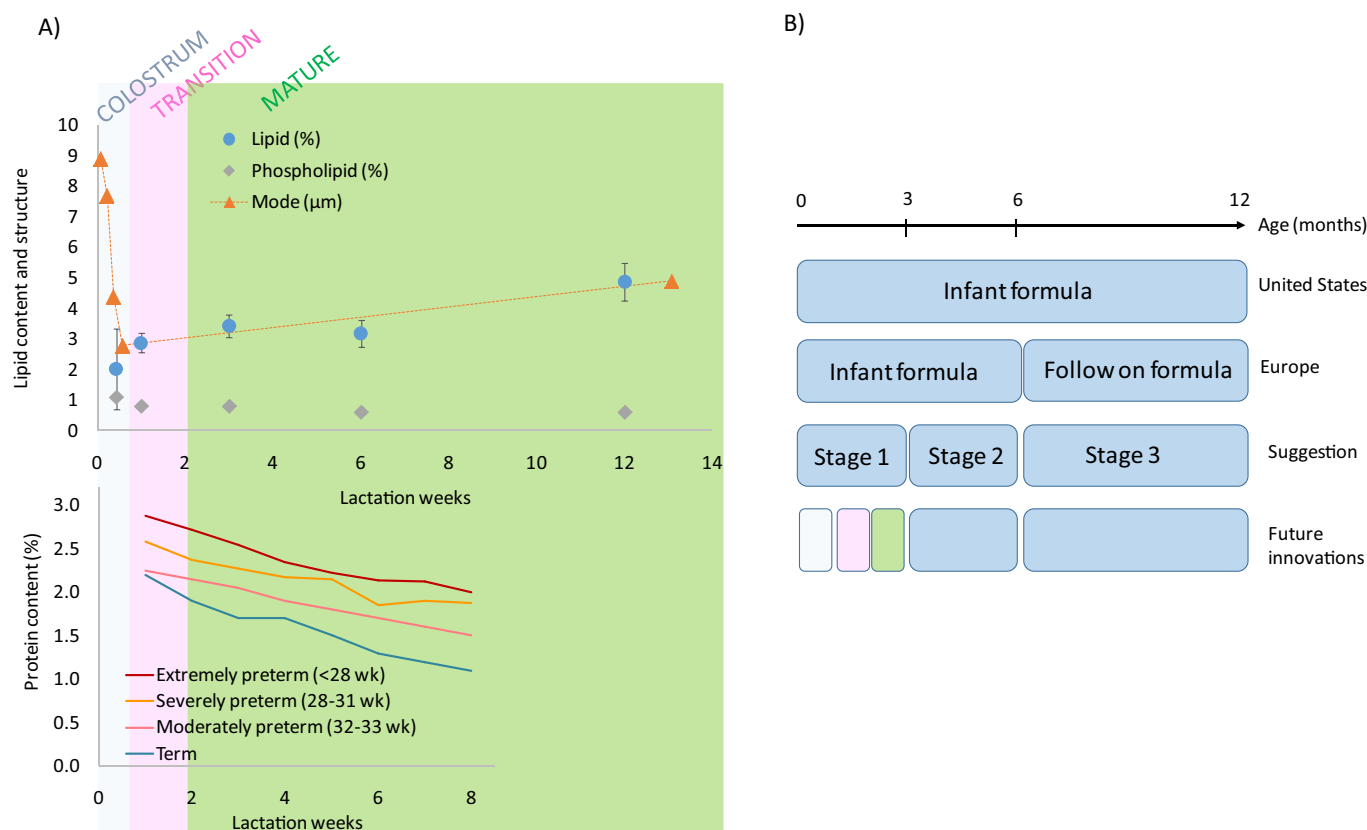 A)
COLOSTRUM
TRANSITION
MATURE
Lipid content and structure
10
9
8
7
6
5
4
3
2
1
0
Lipid (%)
Phospholipid (%)
Mode (µm)
0 2 4 6 8 10 12 14
Lactation weeks
Protein content (%)
3.0
2.5
2.0
1.5
1.0
0.5
0.0
Extremely preterm (<28 wk)
Severely preterm (28-31 wk)
Moderately preterm (32-33 wk)
Term
0 2 4 6 8
Lactation weeks
B)
0 3 6 12
Age (months)
Infant formula United States
Infant formula Follow on formula Europe
Stage 1 Stage 2 Stage 3 Suggestion
Future
innovations